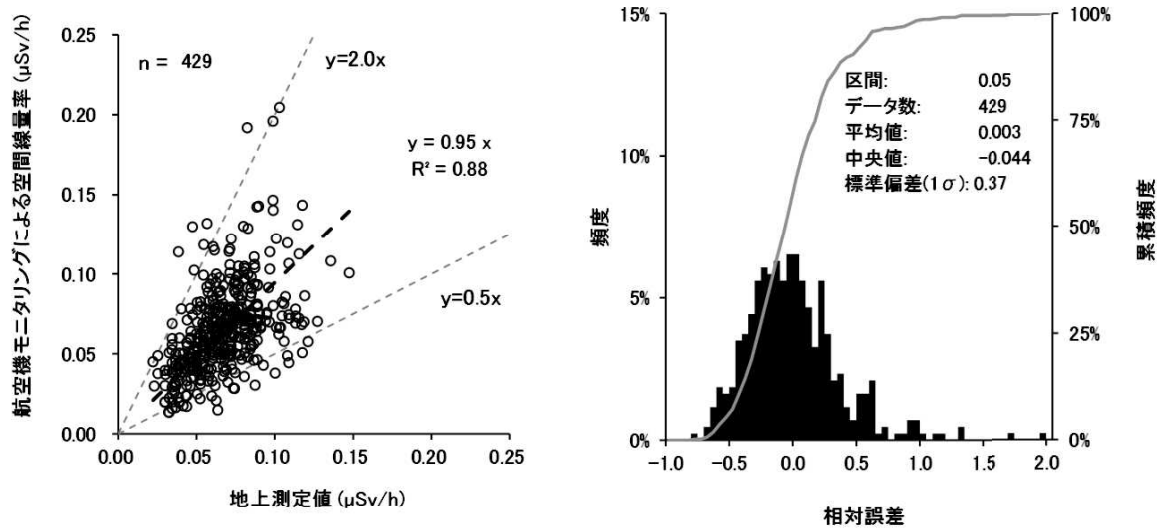 航空機モニタリングによる空間線量率 (μSv/h)
0.25
0.20
0.15
0.10
0.05
0.00
n = 429
y=2.0x
y = 0.95 x
R² = 0.88
y=0.5x
0.00
0.05
0.10
0.15
0.20
0.25
地上測定値 (μSv/h)
頻度
15%
10%
5%
0%
区間: 0.05
データ数: 429
平均値: 0.003
中央値: -0.044
標準偏差(1σ): 0.37
100%
75%
50%
25%
0%
累積頻度
-1.0
-0.5
0.0
0.5
1.0
1.5
2.0
相対誤差